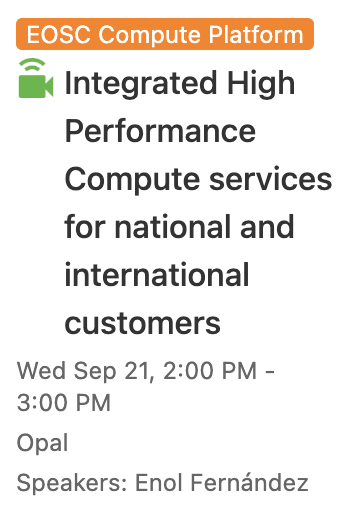 EOSC Compute Platform
Integrated High
Performance
Compute services
for national and
international
customers
Wed Sep 21, 2:00 PM -
3:00 PM
Opal
Speakers: Enol Fernández